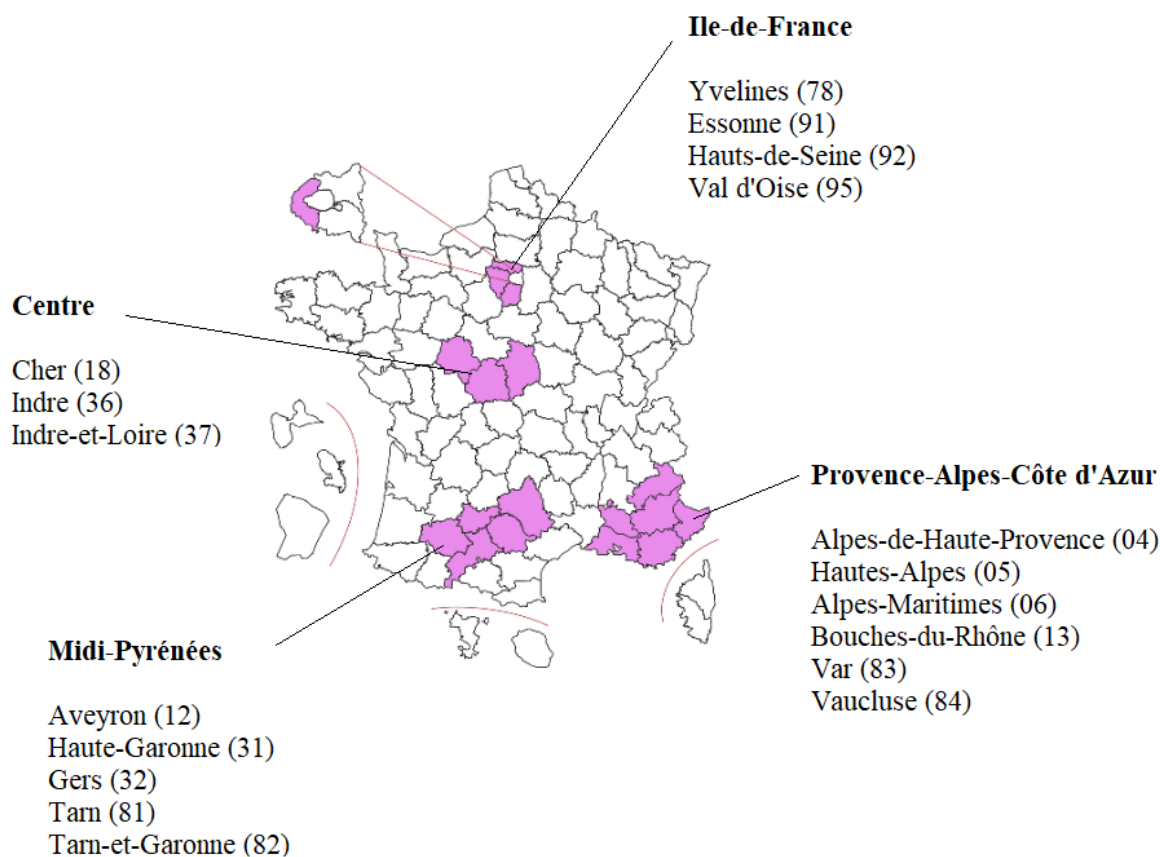 Ile-de-France
Yvelines (78)
Essonne (91)
Hauts-de-Seine (92)
Val d'Oise (95)
Centre
Cher (18)
Indre (36)
Indre-et-Loire (37)
Provence-Alpes-Côte d'Azur
Alpes-de-Haute-Provence (04)
Hautes-Alpes (05)
Alpes-Maritimes (06)
Bouches-du-Rhône (13)
Var (83)
Vaucluse (84)
Midi-Pyrénées
Aveyron (12)
Haute-Garonne (31)
Gers (32)
Tarn (81)
Tarn-et-Garonne (82)